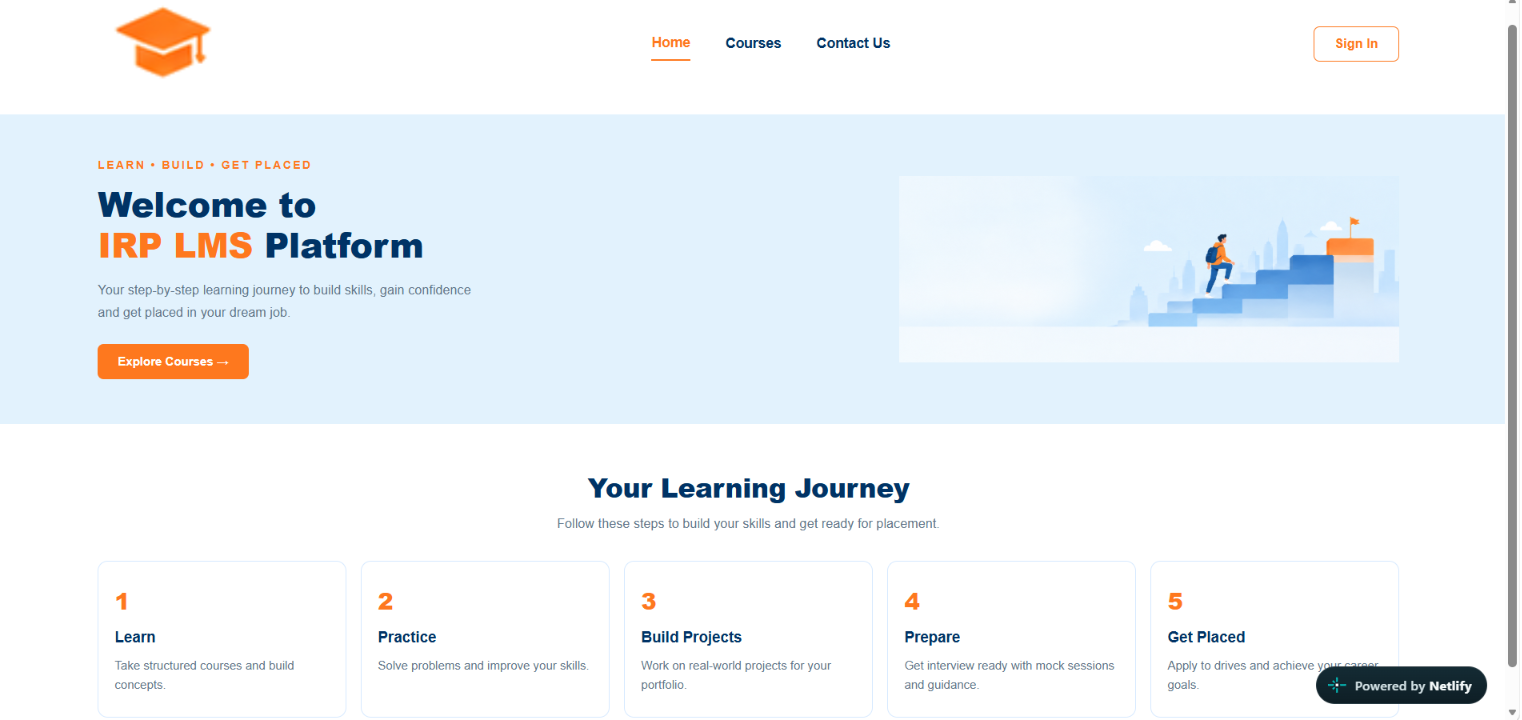 Home
Courses
Contact Us
Sign In
LEARN • BUILD • GET PLACED
Welcome to
IRP LMS Platform
Your step-by-step learning journey to build skills, gain confidence
and get placed in your dream job.
Explore Courses →
Your Learning Journey
Follow these steps to build your skills and get ready for placement.
1
Learn
Take structured courses and build
concepts.
2
Practice
Solve problems and improve your skills.
3
Build Projects
Work on real-world projects for your
portfolio.
4
Prepare
Get interview ready with mock sessions
and guidance.
5
Get Placed
Apply to drives and achieve your career
goals.
Powered by Netlify